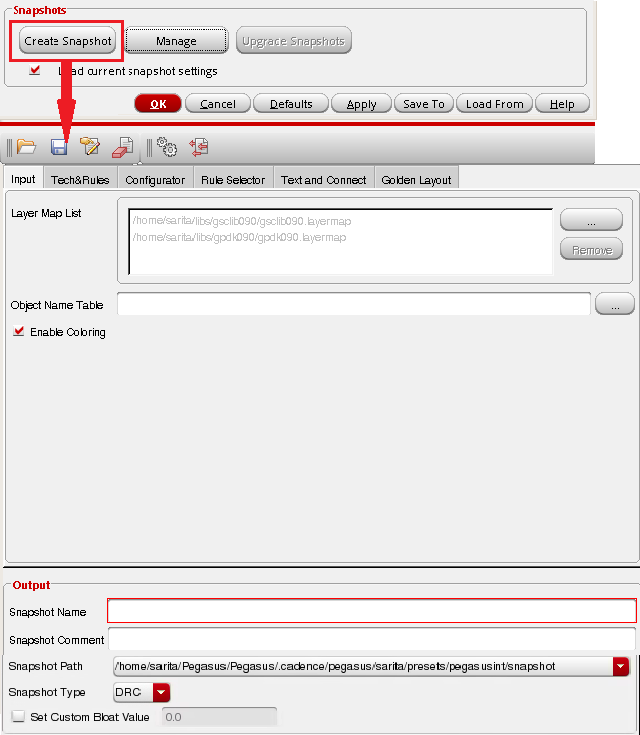 Snapshots
Create Snapshot Manage Upgrade Snapshots
Load current snapshot settings
OK Cancel Defaults Apply Save To Load From Help
Input Tech&Rules Configurator Rule Selector Text and Connect Golden Layout
Layer Map List
/home/sarita/libs/gsclib090/gsclib090.layermap
/home/sarita/libs/gpdk090/gpdk090.layermap
...
Remove
Object Name Table ...
Enable Coloring
Output
Snapshot Name
Snapshot Comment
Snapshot Path /home/sarita/Pegasus/Pegasus/.cadence/pegasus/sarita/presets/pegasusint/snapshot
Snapshot Type DRC
Set Custom Bloat Value 0.0